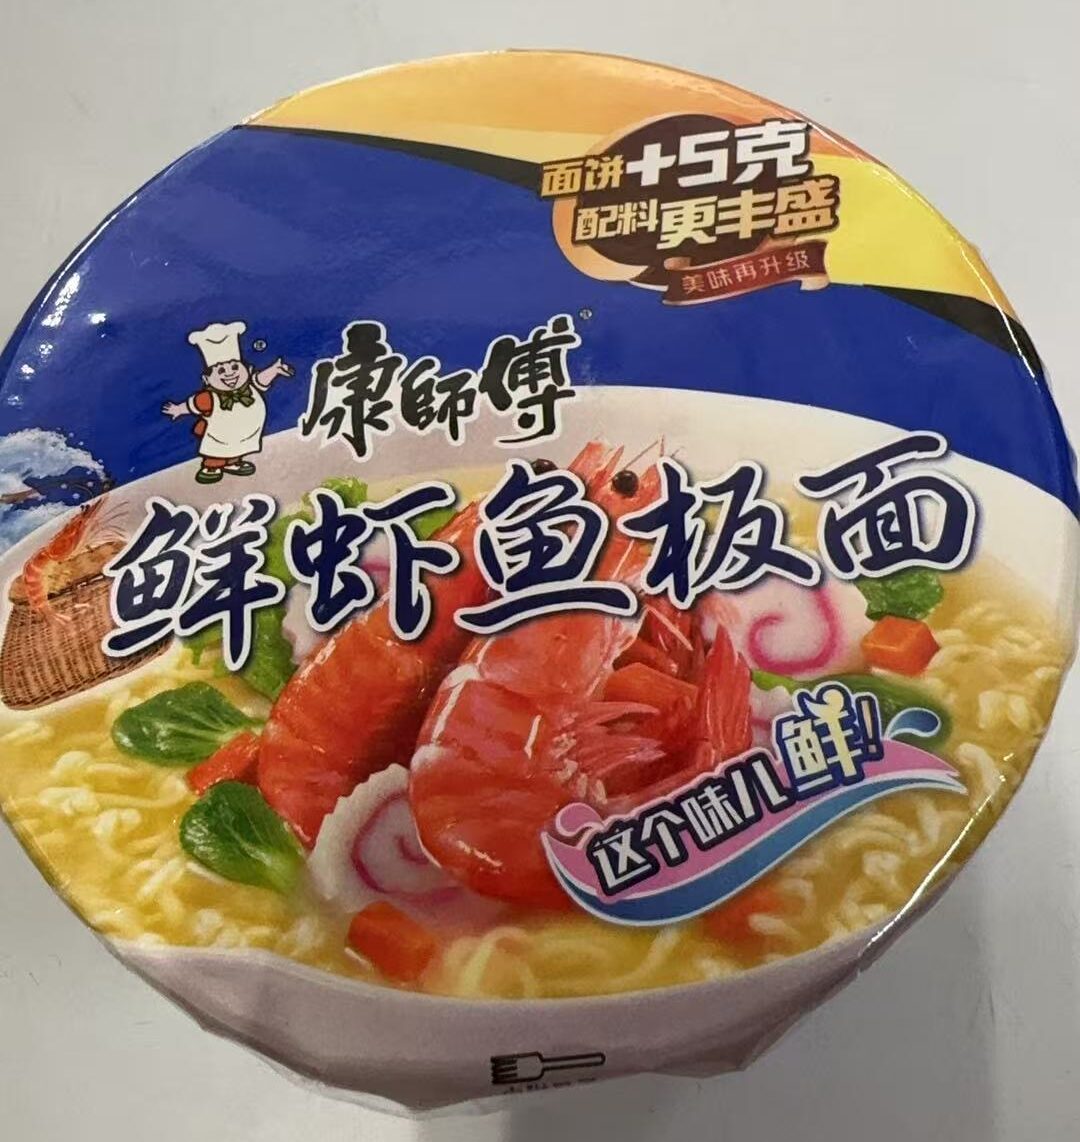 面饼+5克
配料更丰盛
美味再升级
康師傅
鲜虾鱼板面
这个味儿鲜!